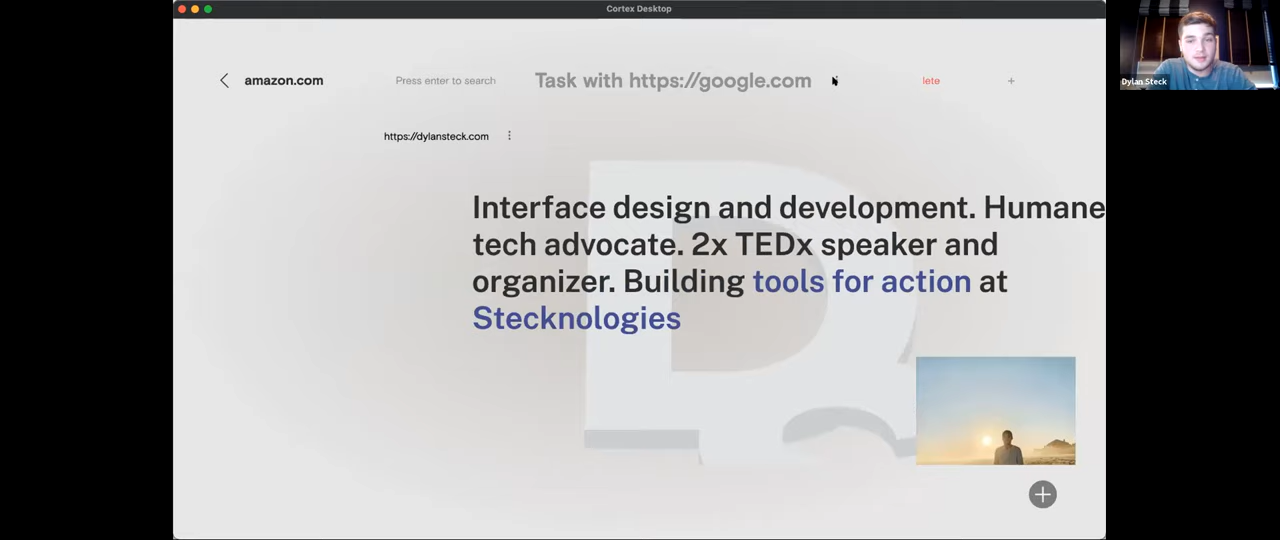 Cortex Desktop
amazon.com
Press enter to search
Task with https://google.com
lete
+
https://dylansteck.com
Interface design and development. Humane
tech advocate. 2x TEDx speaker and
organizer. Building tools for action at
Stecknologies
Dylan Steck